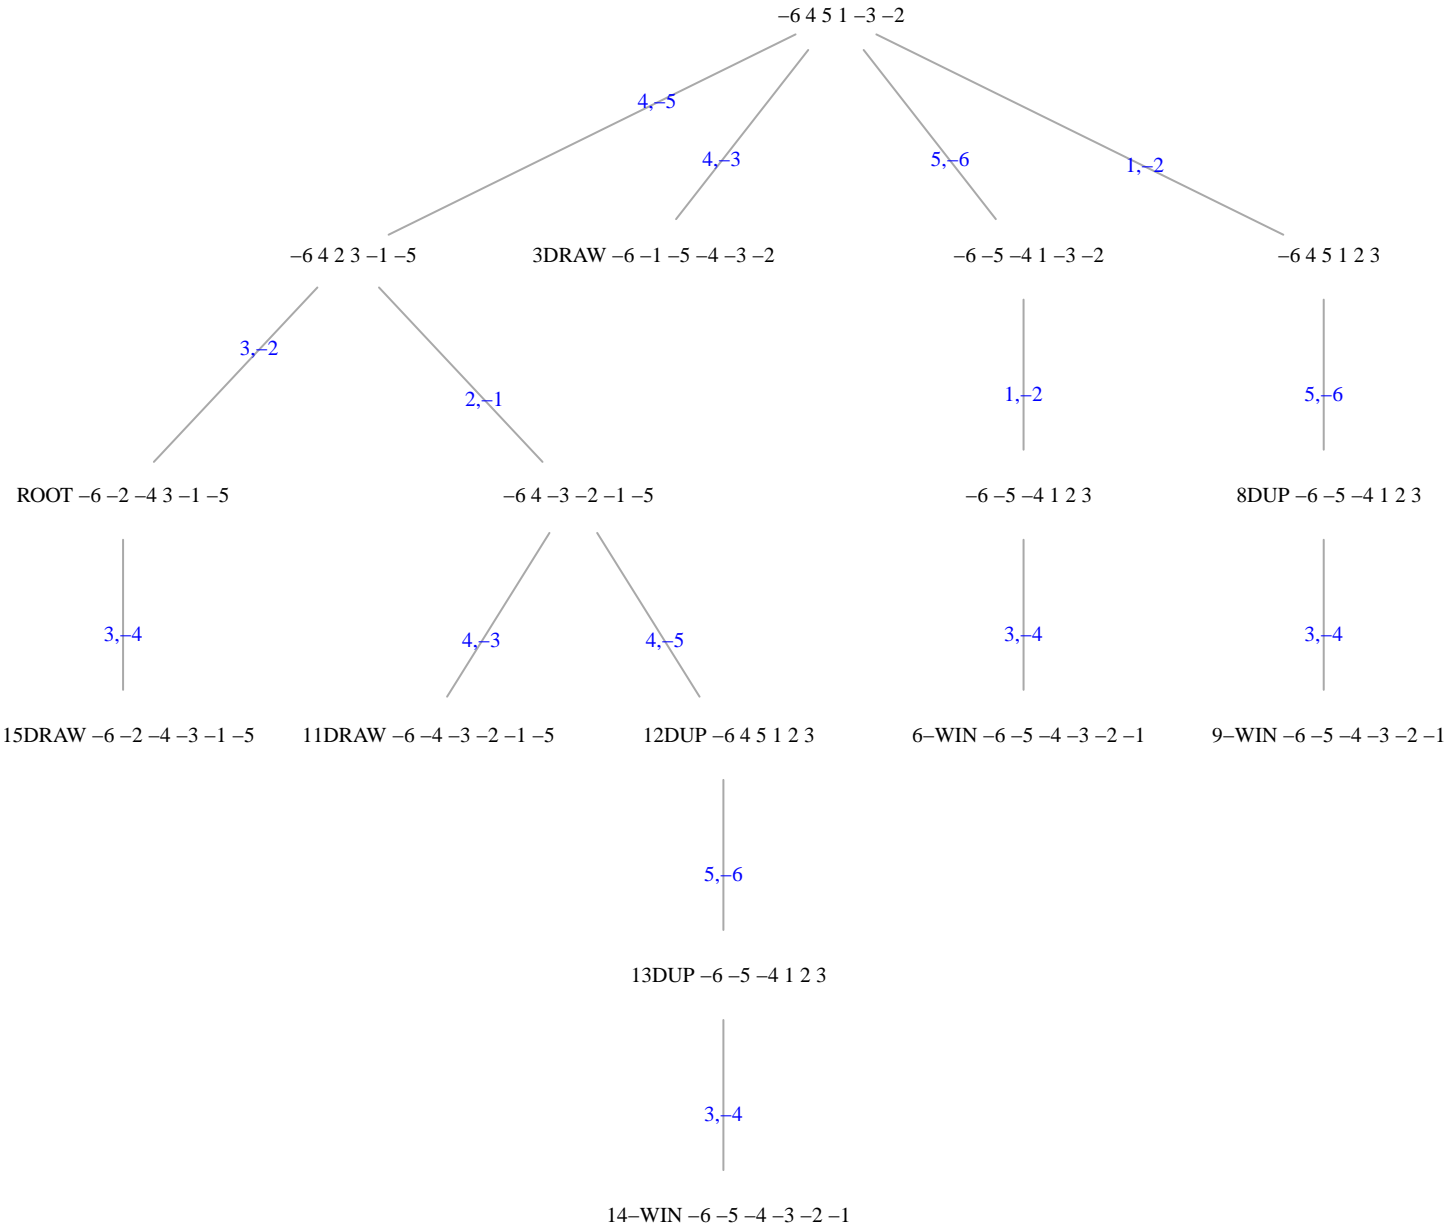 −6 4 5 1 −3 −2
4,−5
4,−3
5,−6
1,−2
−6 4 2 3 −1 −5
3DRAW −6 −1 −5 −4 −3 −2
−6 −5 −4 1 −3 −2
−6 4 5 1 2 3
3,−2
2,−1
1,−2
5,−6
ROOT −6 −2 −4 3 −1 −5
−6 4 −3 −2 −1 −5
−6 −5 −4 1 2 3
8DUP −6 −5 −4 1 2 3
3,−4
4,−3
4,−5
3,−4
3,−4
15DRAW −6 −2 −4 −3 −1 −5
11DRAW −6 −4 −3 −2 −1 −5
12DUP −6 4 5 1 2 3
6−WIN −6 −5 −4 −3 −2 −1
9−WIN −6 −5 −4 −3 −2 −1
5,−6
13DUP −6 −5 −4 1 2 3
3,−4
14−WIN −6 −5 −4 −3 −2 −1